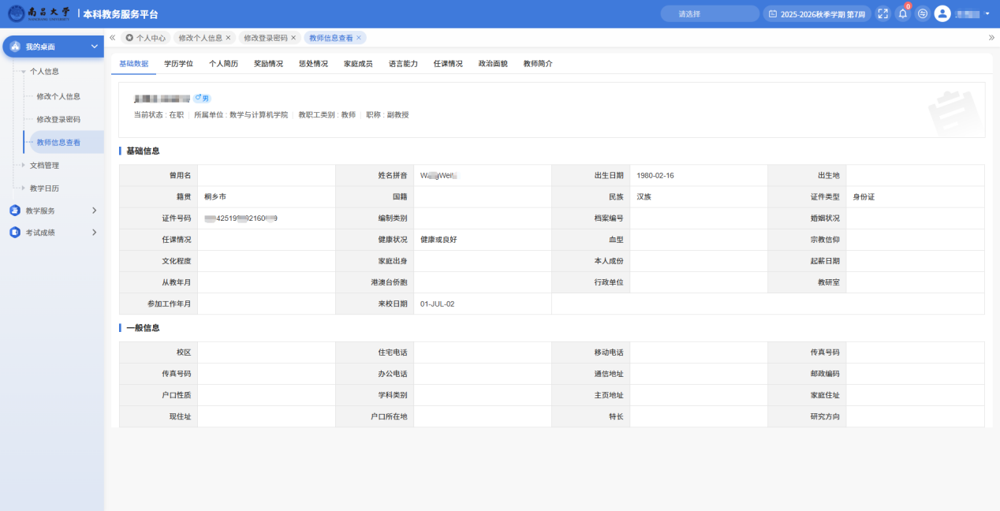 南昌大学 本科教务服务平台 请选择 2025-2026秋季学期 第7周 0
我的桌面
个人信息
修改个人信息
修改登录密码
教师信息查看
文档管理
教学日历
教学服务
考试成绩
个人中心 修改个人信息 修改登录密码 教师信息查看
基础数据 学历学位 个人简历 奖励情况 惩处情况 家庭成员 语言能力 任课情况 政治面貌 教师简介
男
当前状态 : 在职 所属单位 : 数学与计算机学院 教职工类别 : 教师 职称 : 副教授
基础信息
曾用名 姓名拼音 出生日期 1980-02-16 出生地
籍贯 桐乡市 国籍 民族 汉族 证件类型 身份证
证件号码 编制类别 档案编号 婚姻状况
任课情况 健康状况 健康或良好 血型 宗教信仰
文化程度 家庭出身 本人成份 起薪日期
从教年月 港澳台侨胞 行政单位 教研室
参加工作年月 来校日期 01-JUL-02
一般信息
校区 住宅电话 移动电话 传真号码
传真号码 办公电话 通信地址 邮政编码
户口性质 学科类别 主页地址 家庭住址
现住址 户口所在地 特长 研究方向